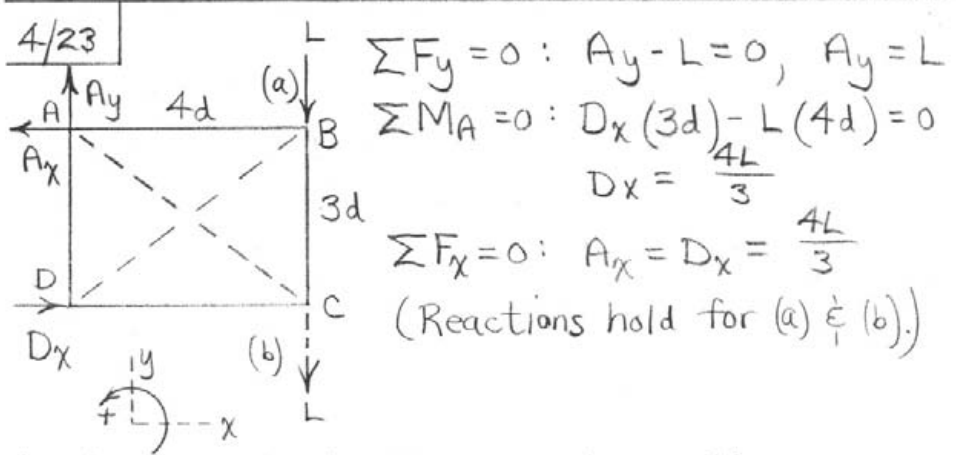 4/23
L
ΣFy = 0 : Ay - L = 0, Ay = L
A Ay 4d (a) B
ΣMA = 0 : Dx (3d) - L (4d) = 0
Ax
Dx = 4L/3
3d
ΣFx = 0 : Ax = Dx = 4L/3
D C
(Reactions hold for (a) & (b).)
Dx (b)
y
+ x
L